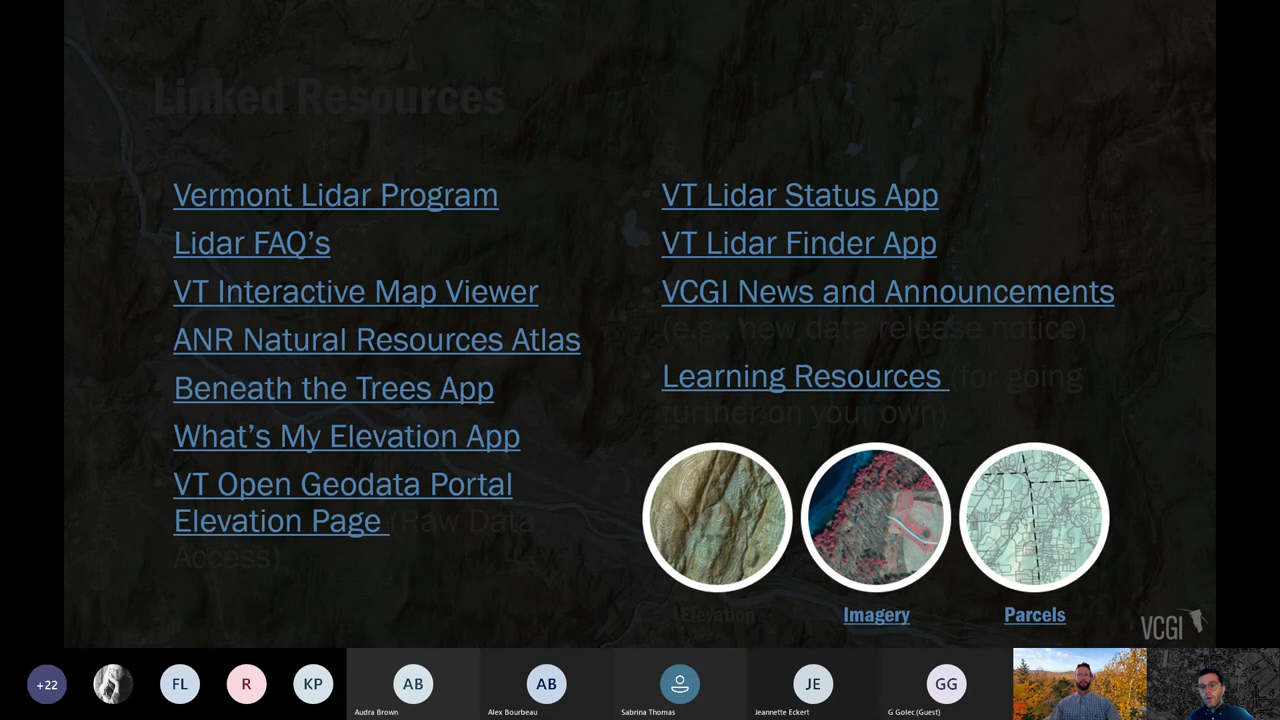 Linked Resources
Vermont Lidar Program
Lidar FAQ's
VT Interactive Map Viewer
ANR Natural Resources Atlas
Beneath the Trees App
What's My Elevation App
VT Open Geodata Portal
Elevation Page (Raw Data
Access)
VT Lidar Status App
VT Lidar Finder App
VCGI News and Announcements
(e.g., new data release notice)
Learning Resources (for going
further on your own)
Elevation
Imagery
Parcels
VCGI
+22
FL
R
KP
AB
Audra Brown
AB
Alex Bourbeau
Sabrina Thomas
JE
Jeannette Eckert
GG
G Golec (Guest)